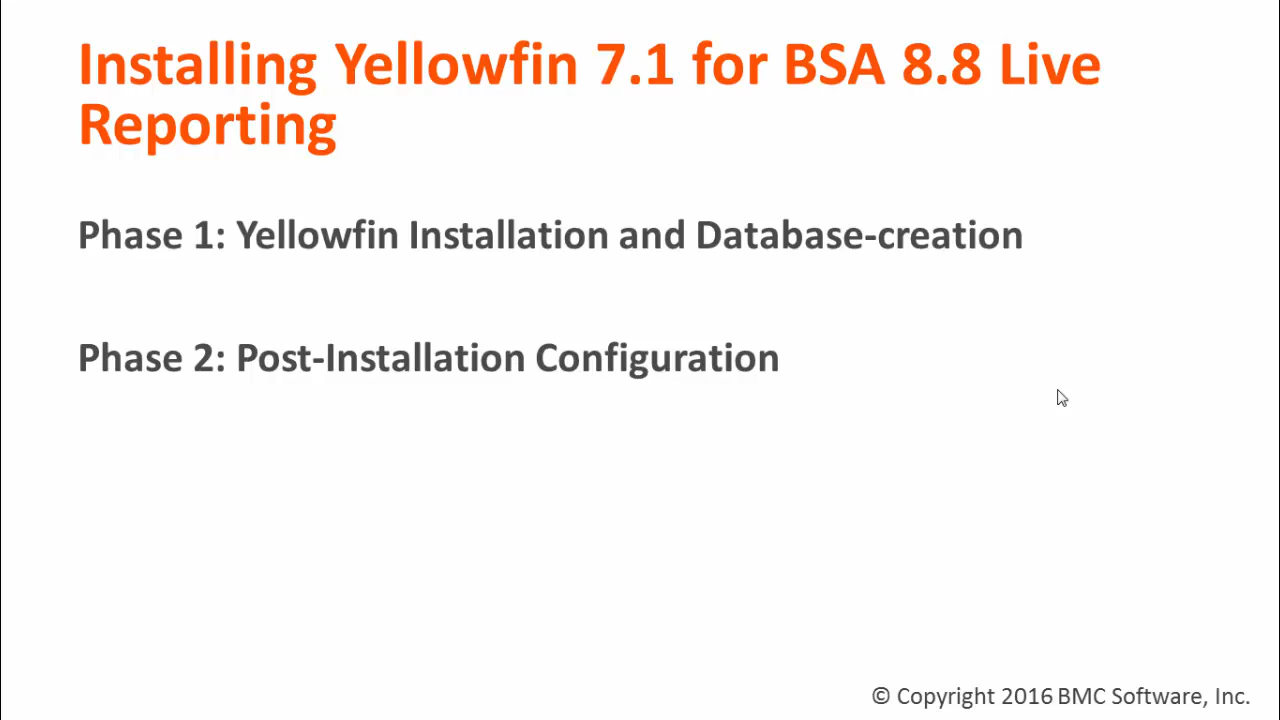 Installing Yellowfin 7.1 for BSA 8.8 Live
Reporting
Phase 1: Yellowfin Installation and Database-creation
Phase 2: Post-Installation Configuration
© Copyright 2016 BMC Software, Inc.